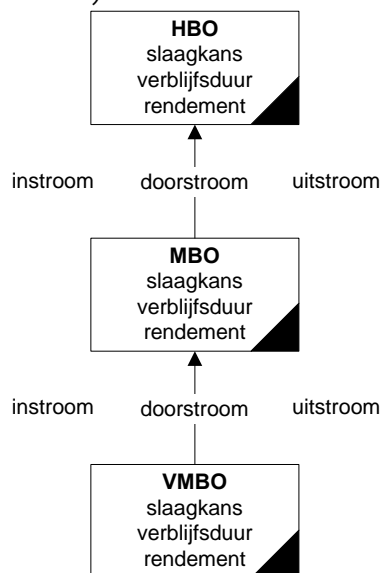 HBO
slaagkans
verblijfsduur
rendement
instroom doorstroom uitstroom
MBO
slaagkans
verblijfsduur
rendement
instroom doorstroom uitstroom
VMBO
slaagkans
verblijfsduur
rendement